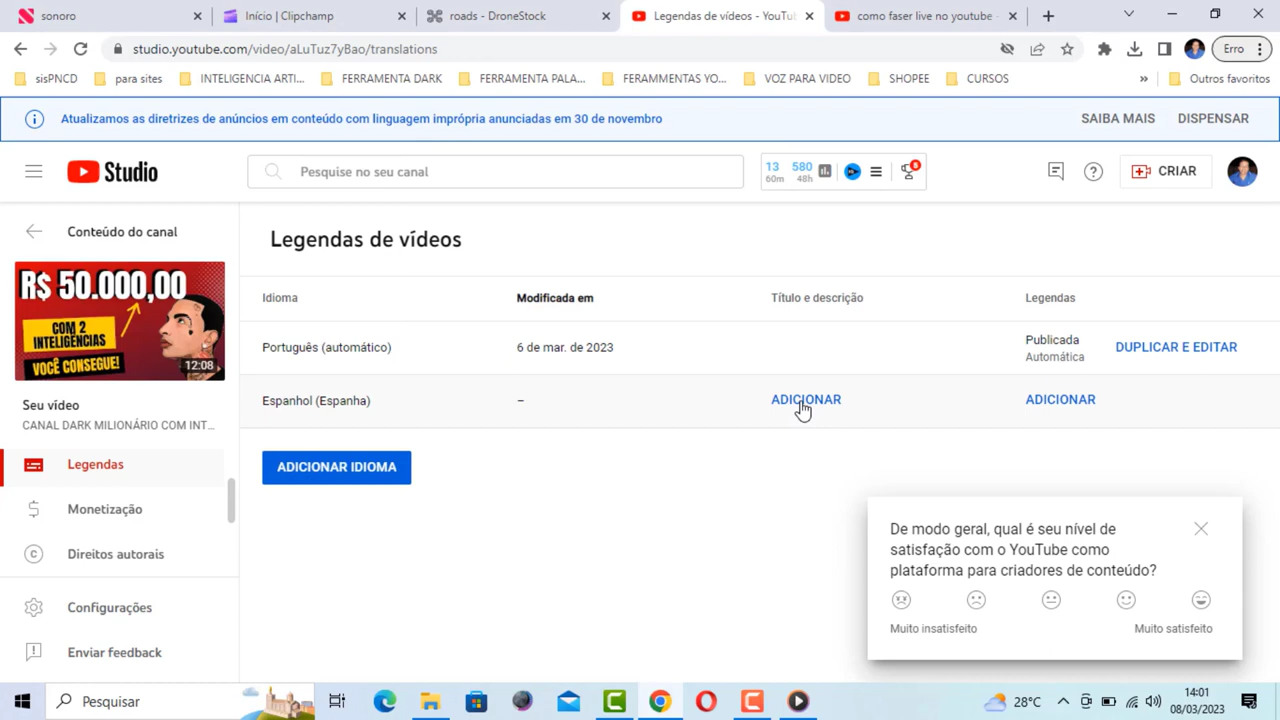 sonoro
Início | Clipchamp
roads - DroneStock
Legendas de vídeos - YouTu
como faser live no youtube -
studio.youtube.com/video/aLuTuz7yBao/translations
Erro
sisPNCD
para sites
INTELIGENCIA ARTI...
FERRAMENTA DARK
FERRAMENTA PALA...
FERAMMENTAS YO...
VOZ PARA VIDEO
SHOPEE
CURSOS
»
Outros favoritos
Atualizamos as diretrizes de anúncios em conteúdo com linguagem imprópria anunciadas em 30 de novembro
SAIBA MAIS
DISPENSAR
Studio
Pesquise no seu canal
13 580
60m 48h
CRIAR
Conteúdo do canal
R$ 50.000,00
COM 2
INTELIGÊNCIAS
VOCÊ CONSEGUE!
12:08
Seu vídeo
CANAL DARK MILIONÁRIO COM INT...
Legendas
Monetização
Direitos autorais
Configurações
Enviar feedback
Legendas de vídeos
Idioma
Modificada em
Título e descrição
Legendas
Português (automático)
6 de mar. de 2023
Publicada
Automática
DUPLICAR E EDITAR
Espanhol (Espanha)
–
ADICIONAR
ADICIONAR
ADICIONAR IDIOMA
De modo geral, qual é seu nível de
satisfação com o YouTube como
plataforma para criadores de conteúdo?
Muito insatisfeito
Muito satisfeito
Pesquisar
28°C
14:01
08/03/2023